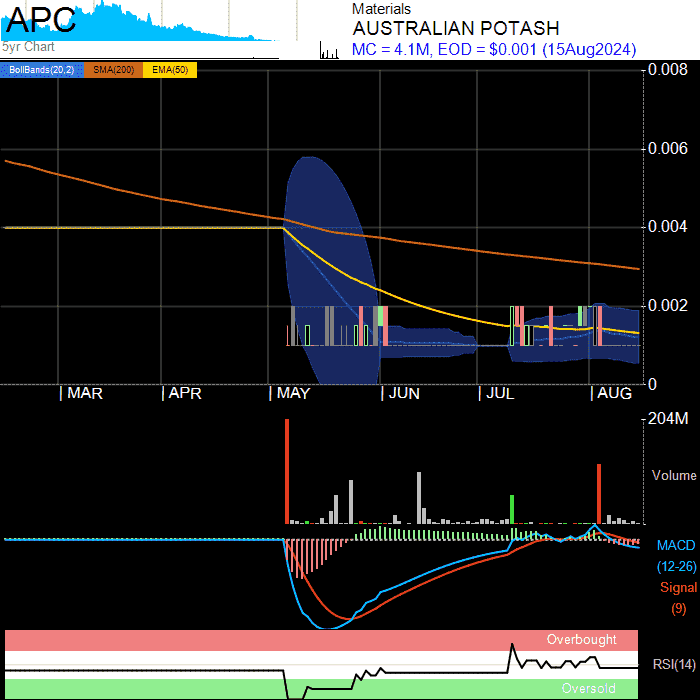 APC
5yr Chart
Materials
AUSTRALIAN POTASH
MC = 4.1M, EOD = $0.001 (15Aug2024)
BollBands(20,2) SMA(200) EMA(50)
0.008
0.006
0.004
0.002
0
MAR APR MAY JUN JUL AUG
204M
Volume
MACD
(12-26)
Signal
(9)
Overbought
RSI(14)
Oversold